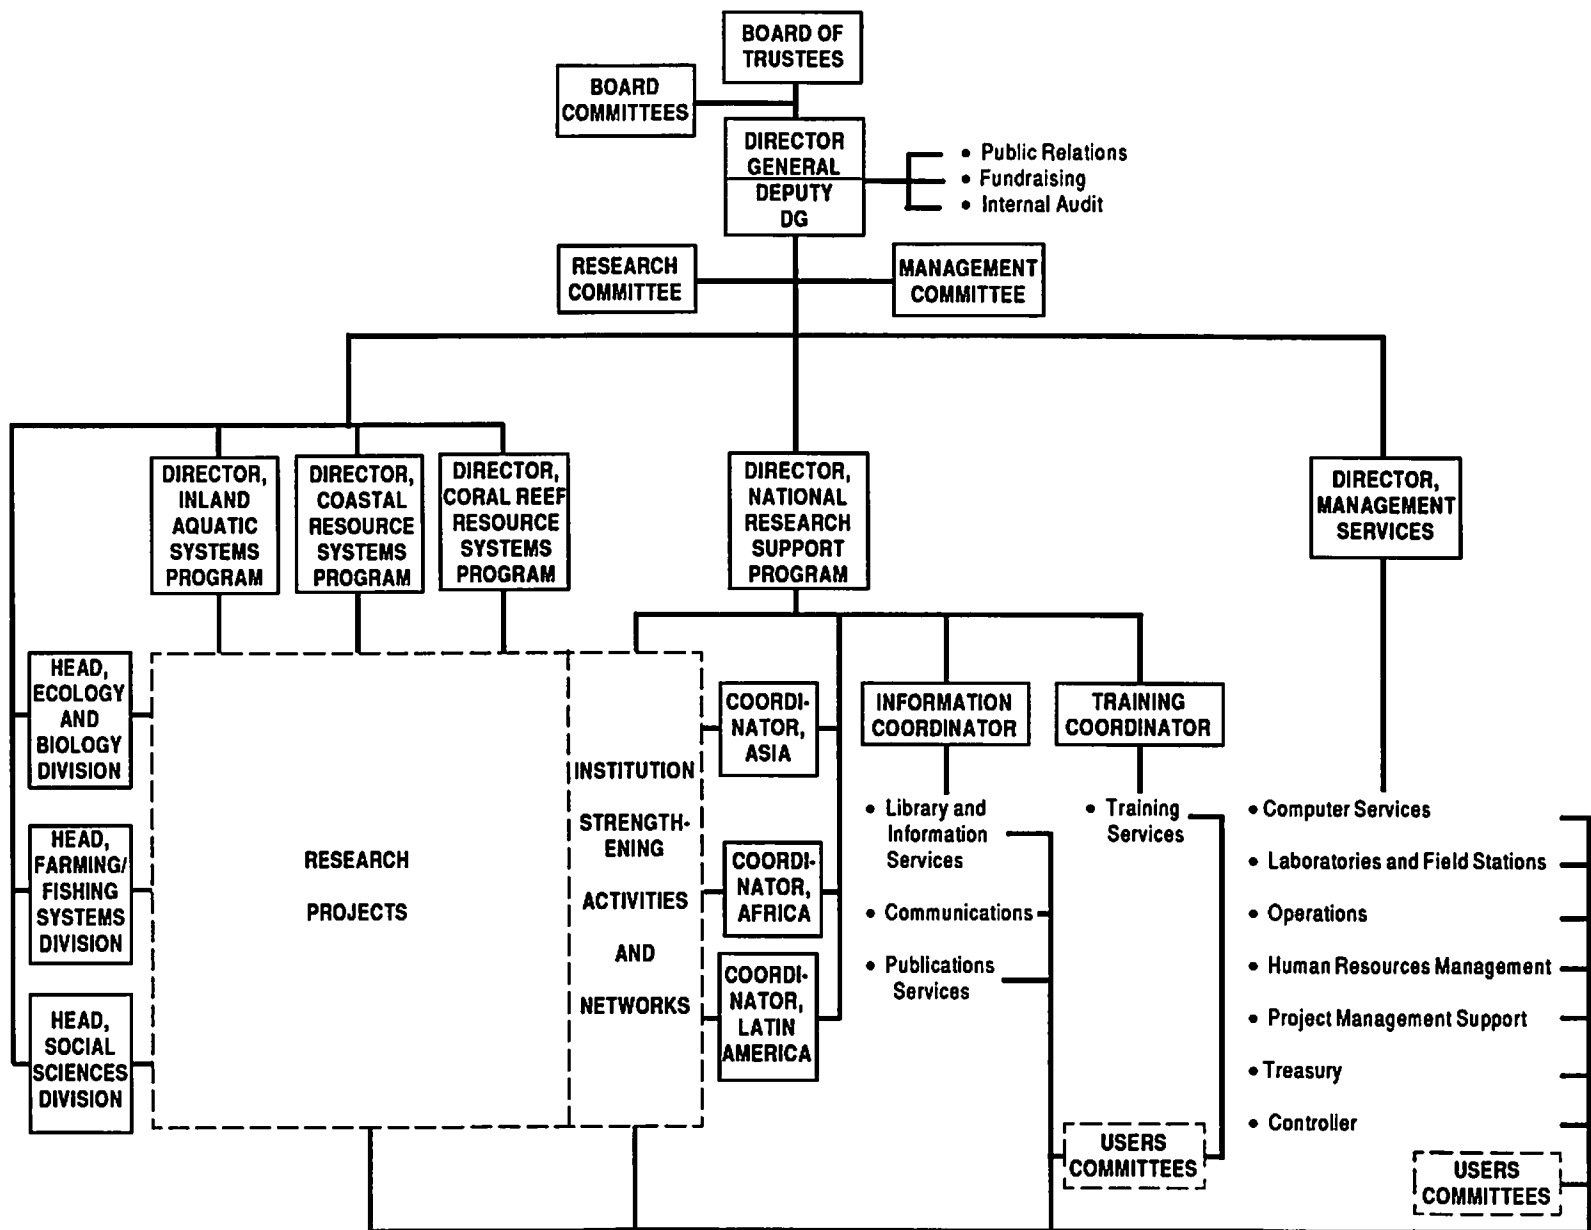 BOARD OF
TRUSTEES
BOARD
COMMITTEES
DIRECTOR
GENERAL
DEPUTY
DG
• Public Relations
• Fundraising
• Internal Audit
RESEARCH
COMMITTEE
MANAGEMENT
COMMITTEE
DIRECTOR,
INLAND
AQUATIC
SYSTEMS
PROGRAM
DIRECTOR,
COASTAL
RESOURCE
SYSTEMS
PROGRAM
DIRECTOR,
CORAL REEF
RESOURCE
SYSTEMS
PROGRAM
DIRECTOR,
NATIONAL
RESEARCH
SUPPORT
PROGRAM
DIRECTOR,
MANAGEMENT
SERVICES
HEAD,
ECOLOGY
AND
BIOLOGY
DIVISION
HEAD,
FARMING/
FISHING
SYSTEMS
DIVISION
HEAD,
SOCIAL
SCIENCES
DIVISION
RESEARCH
PROJECTS
INSTITUTION
STRENGTH-
ENING
ACTIVITIES
AND
NETWORKS
COORDI-
NATOR,
ASIA
COORDI-
NATOR,
AFRICA
COORDI-
NATOR,
LATIN
AMERICA
INFORMATION
COORDINATOR
• Library and
Information
Services
• Communications
• Publications
Services
TRAINING
COORDINATOR
• Training
Services
USERS
COMMITTEES
• Computer Services
• Laboratories and Field Stations
• Operations
• Human Resources Management
• Project Management Support
• Treasury
• Controller
USERS
COMMITTEES